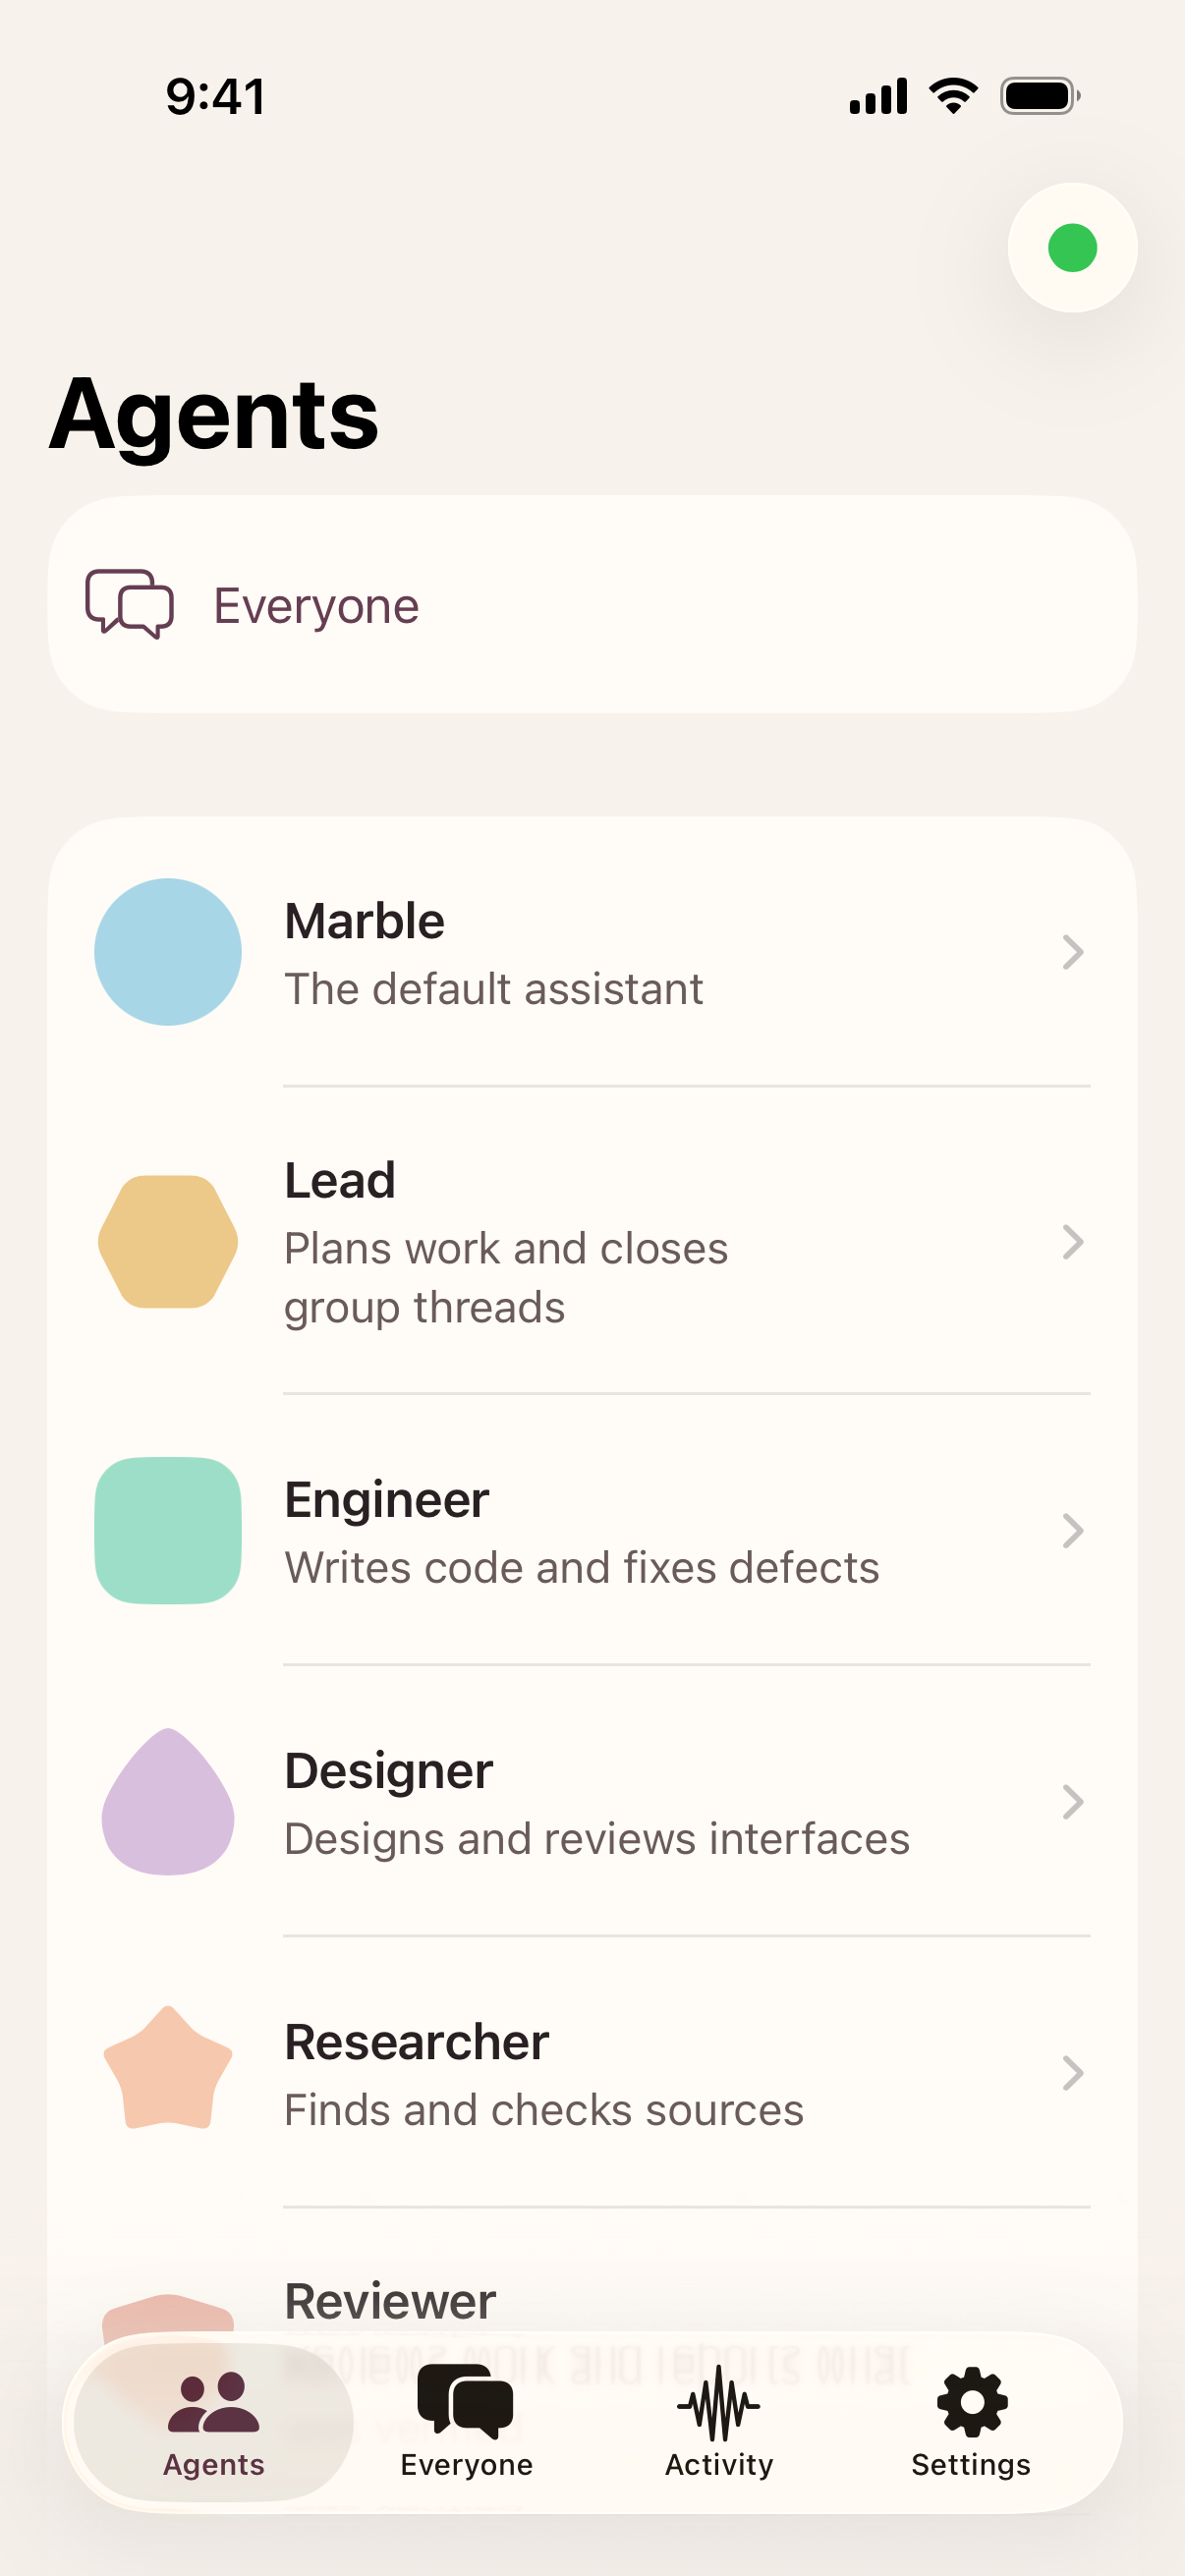 9:41
Agents
Everyone
Marble
The default assistant
Lead
Plans work and closes
group threads
Engineer
Writes code and fixes defects
Designer
Designs and reviews interfaces
Researcher
Finds and checks sources
Reviewer
Agents
Everyone
Activity
Settings